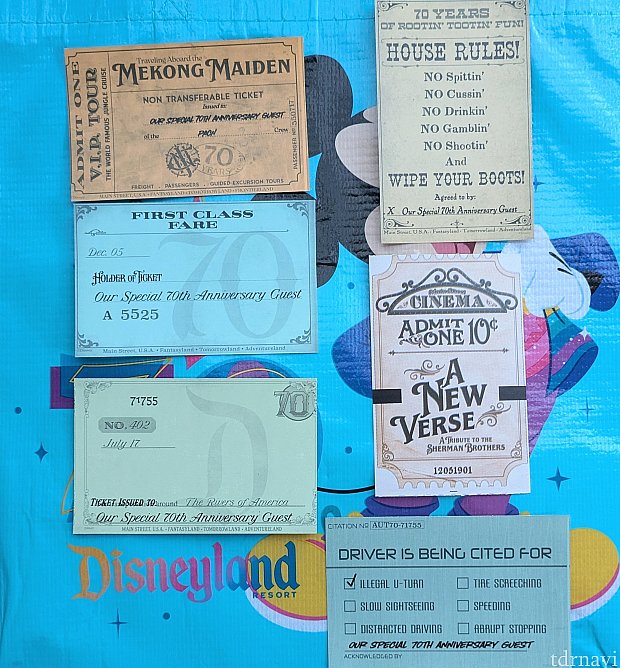 ADMIT ONE
V.I.P. TOUR
THE WORLD FAMOUS JUNGLE CRUISE
Traveling Aboard the
MEKONG MAIDEN
NON TRANSFERABLE TICKET
Issued to:
OUR SPECIAL 70TH ANNIVERSARY GUEST
of the PACH! Crew
70
YEARS
FREIGHT . PASSENGERS . GUIDED EXCURSION TOURS
MAIN STREET, U.S.A. • FANTASYLAND • TOMORROWLAND • FRONTIERLAND
70 YEARS
OF
ROOTIN' TOOTIN' FUN!
HOUSE RULES!
NO Spittin'
NO Cussin'
NO Drinkin'
NO Gamblin'
NO Shootin'
And
WIPE YOUR BOOTS!
Agreed to by:
X Our Special 70th Anniversary Guest
Main Street, U.S.A. • Fantasyland • Tomorrowland • Adventureland
FIRST CLASS
FARE
70
Dec. 05
HOLDER OF TICKET
Our Special 70th Anniversary Guest
A 5525
Main Street, U.S.A. • Fantasyland • Tomorrowland • Adventureland
CINEMA
ADMIT ONE 10¢
A
NEW
VERSE
A TRIBUTE TO THE
SHERMAN BROTHERS
12051901
71755
70
NO. 402
July 17
D
TICKET ISSUED TO: around The Rivers of America
Our Special 70th Anniversary Guest
MAIN STREET, U.S.A. • FANTASYLAND • TOMORROWLAND • ADVENTURELAND
Disneyland
RESORT
CITATION № AUT70-71755
DRIVER IS BEING CITED FOR
✓ ILLEGAL U-TURN
TIRE SCREECHING
SLOW SIGHTSEEING
SPEEDING
DISTRACTED DRIVING
ABRUPT STOPPING
OUR SPECIAL 70TH ANNIVERSARY GUEST
ACKNOWLEDGED BY
tdrnavi